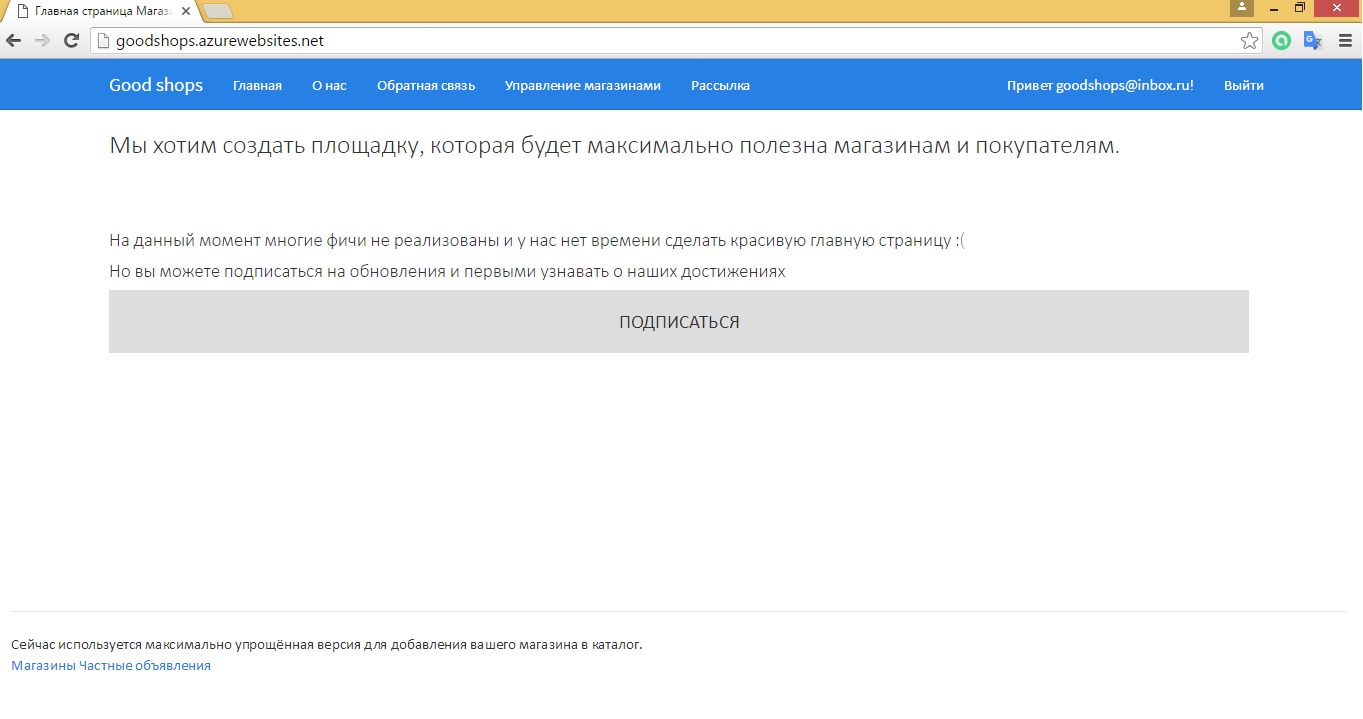 Главная страница Магаз
goodshops.azurewebsites.net
Good shops Главная О нас Обратная связь Управление магазинами Рассылка Привет goodshops@inbox.ru! Выйти
Мы хотим создать площадку, которая будет максимально полезна магазинам и покупателям.
На данный момент многие фичи не реализованы и у нас нет времени сделать красивую главную страницу :(
Но вы можете подписаться на обновления и первыми узнавать о наших достижениях
ПОДПИСАТЬСЯ
Сейчас используется максимально упрощённая версия для добавления вашего магазина в каталог.
Магазины Частные объявления